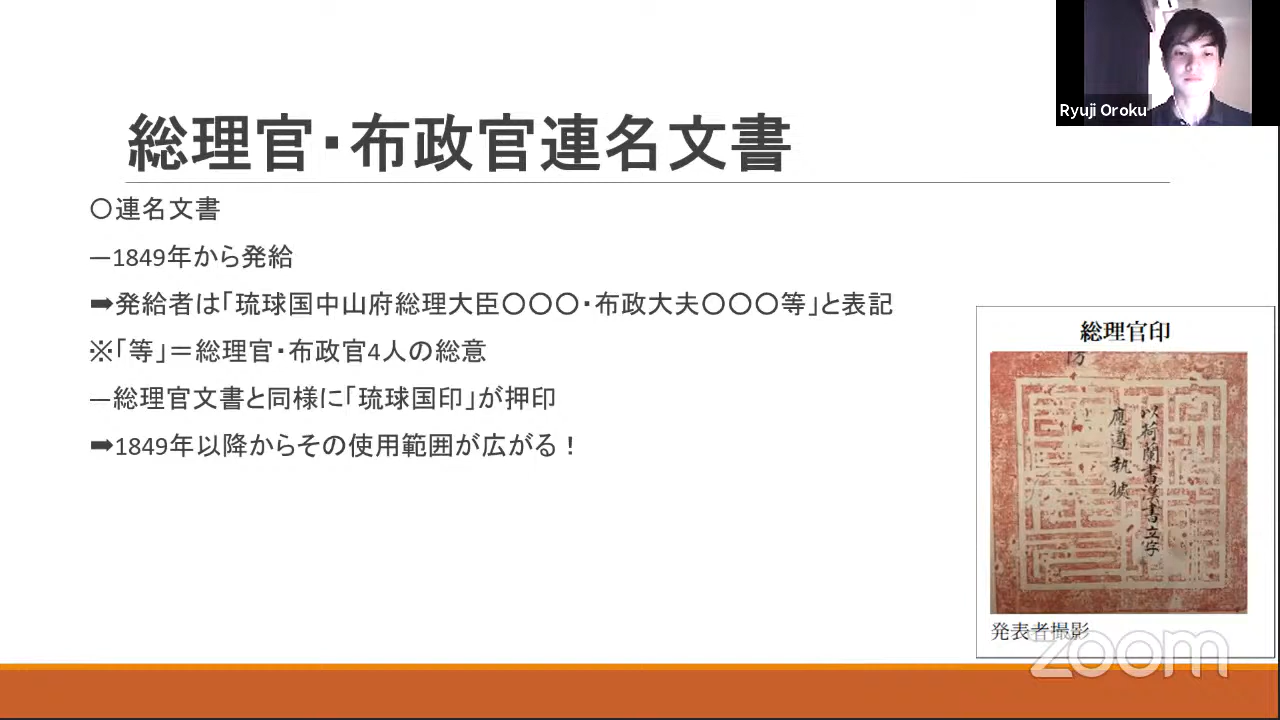 総理官・布政官連名文書
Ryuji Oroku
〇連名文書
―1849年から発給
➡発給者は「琉球国中山府総理大臣〇〇〇・布政大夫〇〇〇等」と表記
※「等」＝総理官・布政官4人の総意
―総理官文書と同様に「琉球国印」が押印
➡1849年以降からその使用範囲が広がる！
総理官印
以荷蘭書漢書立字
應遵執據
発表者撮影
zoom